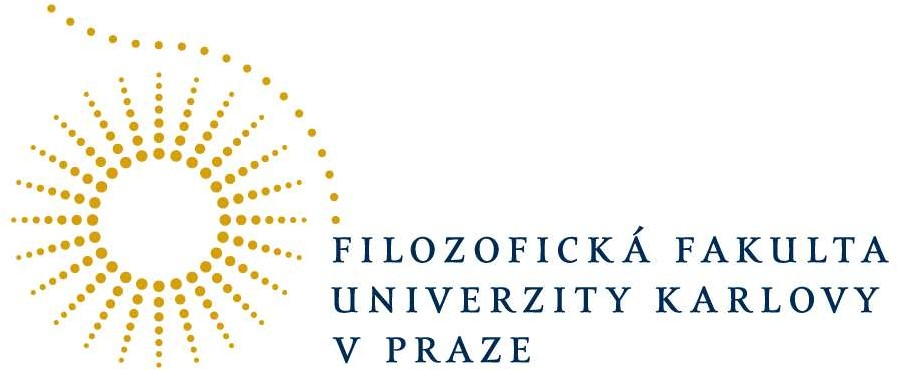 FILOZOFICKÁ FAKULTA
UNIVERZITY KARLOVY
V PRAZE